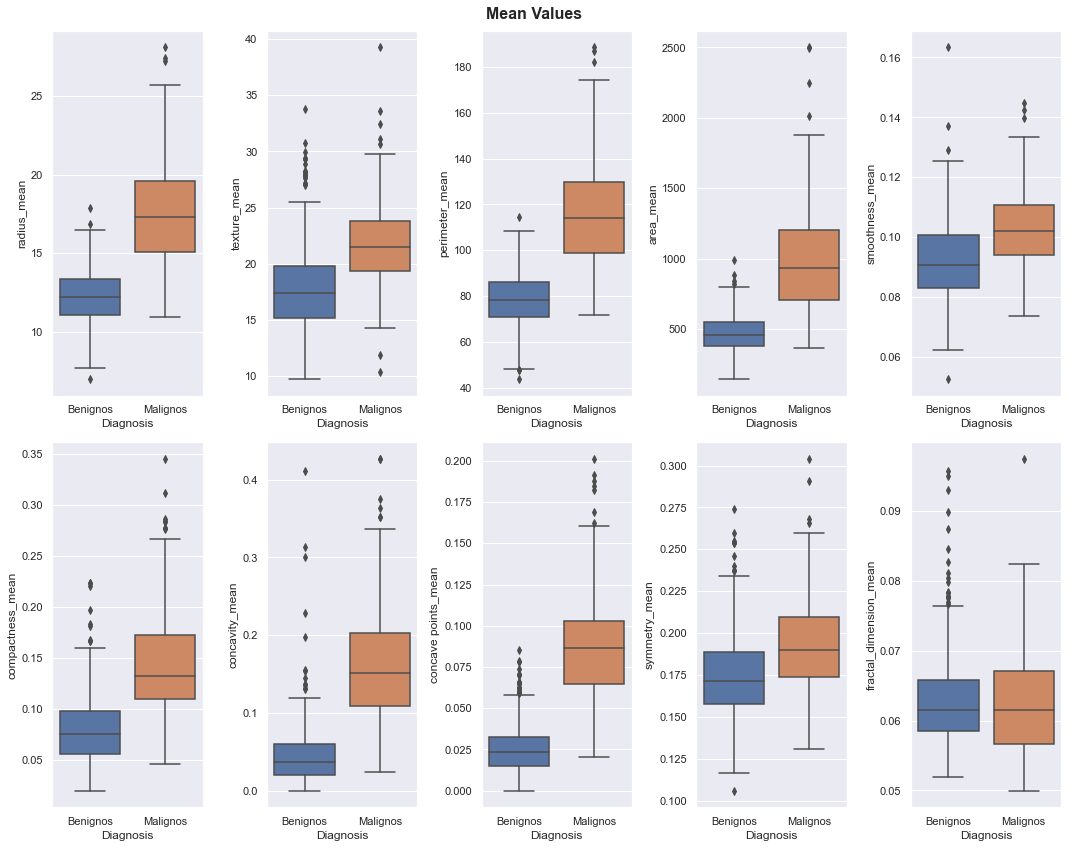 Mean Values
radius_mean
25
20
15
10
Benignos Malignos
Diagnosis
texture_mean
40
35
30
25
20
15
10
Benignos Malignos
Diagnosis
perimeter_mean
180
160
140
120
100
80
60
40
Benignos Malignos
Diagnosis
area_mean
2500
2000
1500
1000
500
Benignos Malignos
Diagnosis
smoothness_mean
0.16
0.14
0.12
0.10
0.08
0.06
Benignos Malignos
Diagnosis
compactness_mean
0.35
0.30
0.25
0.20
0.15
0.10
0.05
Benignos Malignos
Diagnosis
concavity_mean
0.4
0.3
0.2
0.1
0.0
Benignos Malignos
Diagnosis
concave points_mean
0.200
0.175
0.150
0.125
0.100
0.075
0.050
0.025
0.000
Benignos Malignos
Diagnosis
symmetry_mean
0.300
0.275
0.250
0.225
0.200
0.175
0.150
0.125
0.100
Benignos Malignos
Diagnosis
fractal_dimension_mean
0.09
0.08
0.07
0.06
0.05
Benignos Malignos
Diagnosis